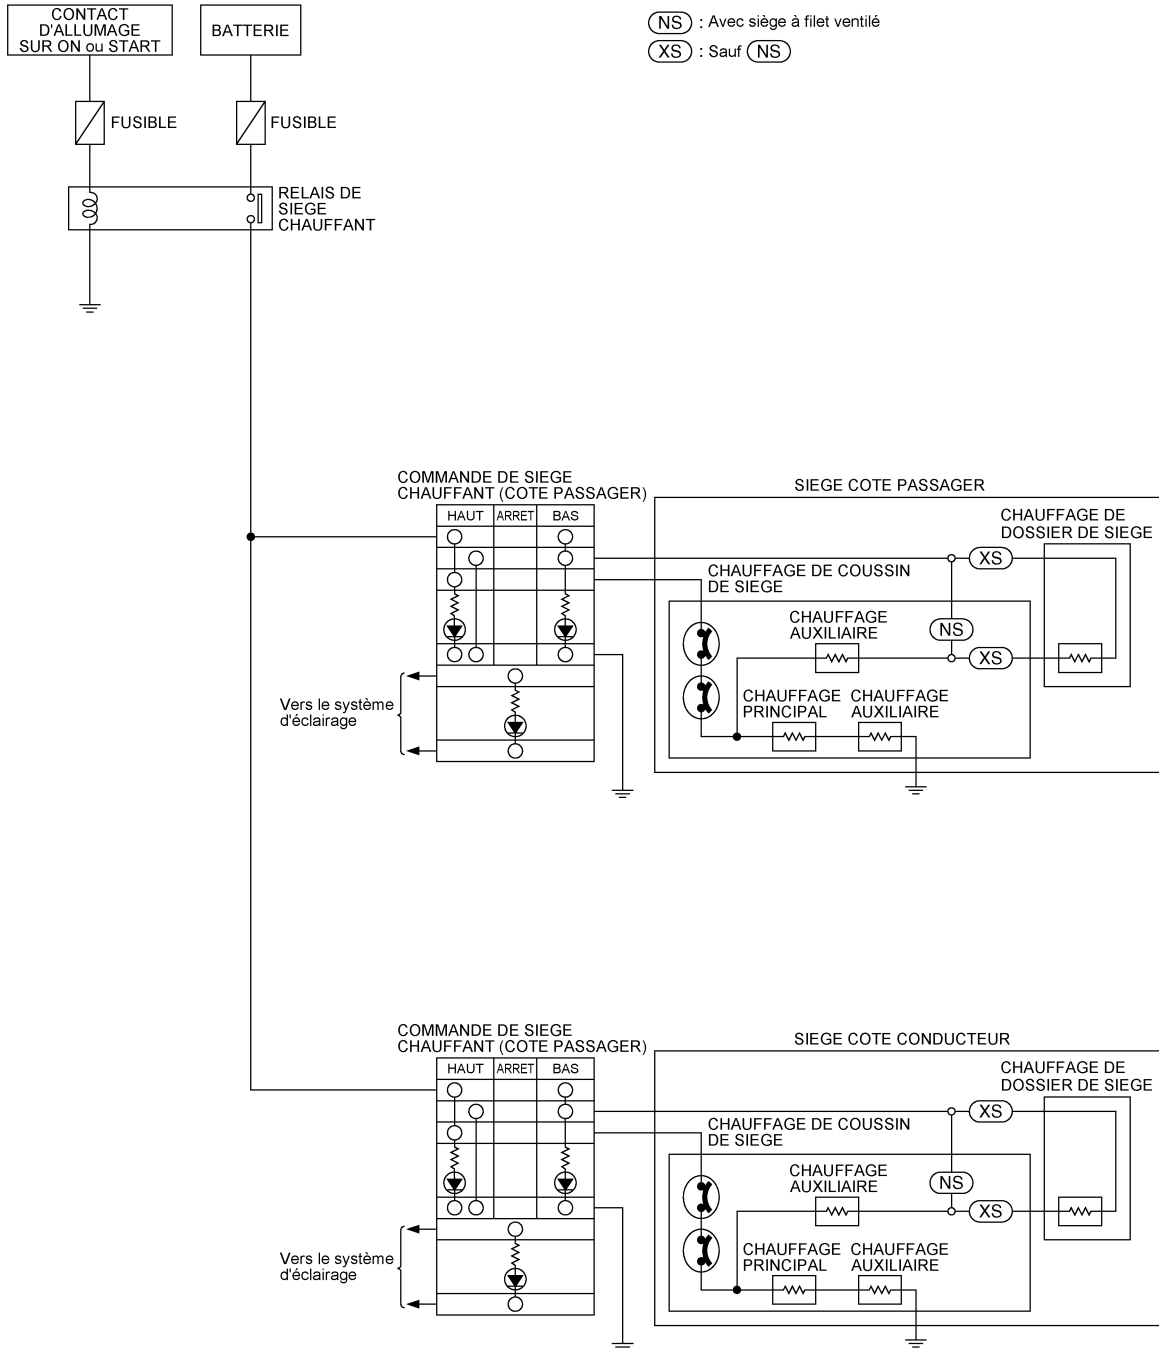 CONTACT
D'ALLUMAGE
SUR ON ou START
BATTERIE
NS : Avec siège à filet ventilé
XS : Sauf NS
FUSIBLE
FUSIBLE
RELAIS DE
SIEGE
CHAUFFANT
COMMANDE DE SIEGE
CHAUFFANT (COTE PASSAGER)
HAUT ARRET BAS
Vers le système
d'éclairage
SIEGE COTE PASSAGER
CHAUFFAGE DE
DOSSIER DE SIEGE
XS
CHAUFFAGE DE COUSSIN
DE SIEGE
CHAUFFAGE
AUXILIAIRE
NS
XS
CHAUFFAGE
PRINCIPAL
CHAUFFAGE
AUXILIAIRE
COMMANDE DE SIEGE
CHAUFFANT (COTE PASSAGER)
HAUT ARRET BAS
Vers le système
d'éclairage
SIEGE COTE CONDUCTEUR
CHAUFFAGE DE
DOSSIER DE SIEGE
XS
CHAUFFAGE DE COUSSIN
DE SIEGE
CHAUFFAGE
AUXILIAIRE
NS
XS
CHAUFFAGE
PRINCIPAL
CHAUFFAGE
AUXILIAIRE